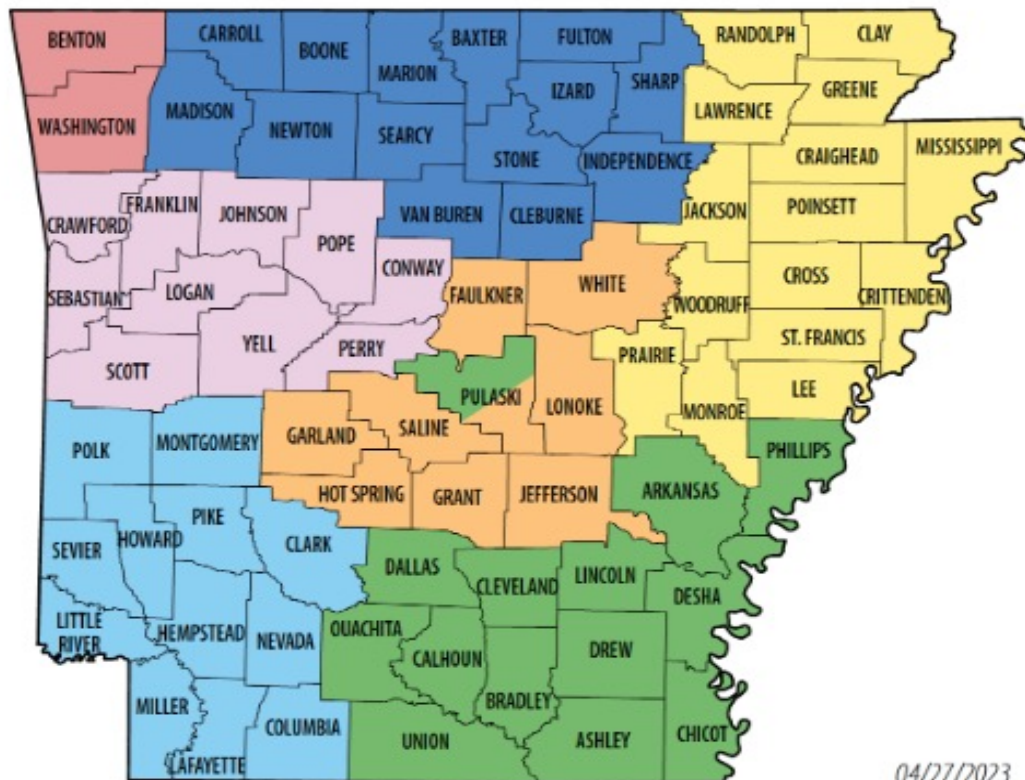 BENTON
CARROLL
BOONE
BAXTER
FULTON
RANDOLPH
CLAY
MARION
IZARD
SHARP
WASHINGTON
MADISON
NEWTON
SEARCY
STONE
INDEPENDENCE
LAWRENCE
GREENE
CRAIGHEAD
MISSISSIPPI
CRAWFORD
FRANKLIN
JOHNSON
POPE
VAN BUREN
CLEBURNE
JACKSON
POINSETT
SEBASTIAN
LOGAN
CONWAY
FAULKNER
WHITE
WOODRUFF
CROSS
CRITTENDEN
SCOTT
YELL
PERRY
PULASKI
LONOKE
PRAIRIE
ST. FRANCIS
LEE
MONROE
POLK
MONTGOMERY
GARLAND
SALINE
PHILLIPS
HOT SPRING
GRANT
JEFFERSON
ARKANSAS
SEVIER
HOWARD
PIKE
CLARK
DALLAS
CLEVELAND
LINCOLN
DESHA
LITTLE
RIVER
HEMPSTEAD
NEVADA
OUACHITA
CALHOUN
BRADLEY
DREW
MILLER
LAFAYETTE
COLUMBIA
UNION
ASHLEY
CHICOT
04/27/2023